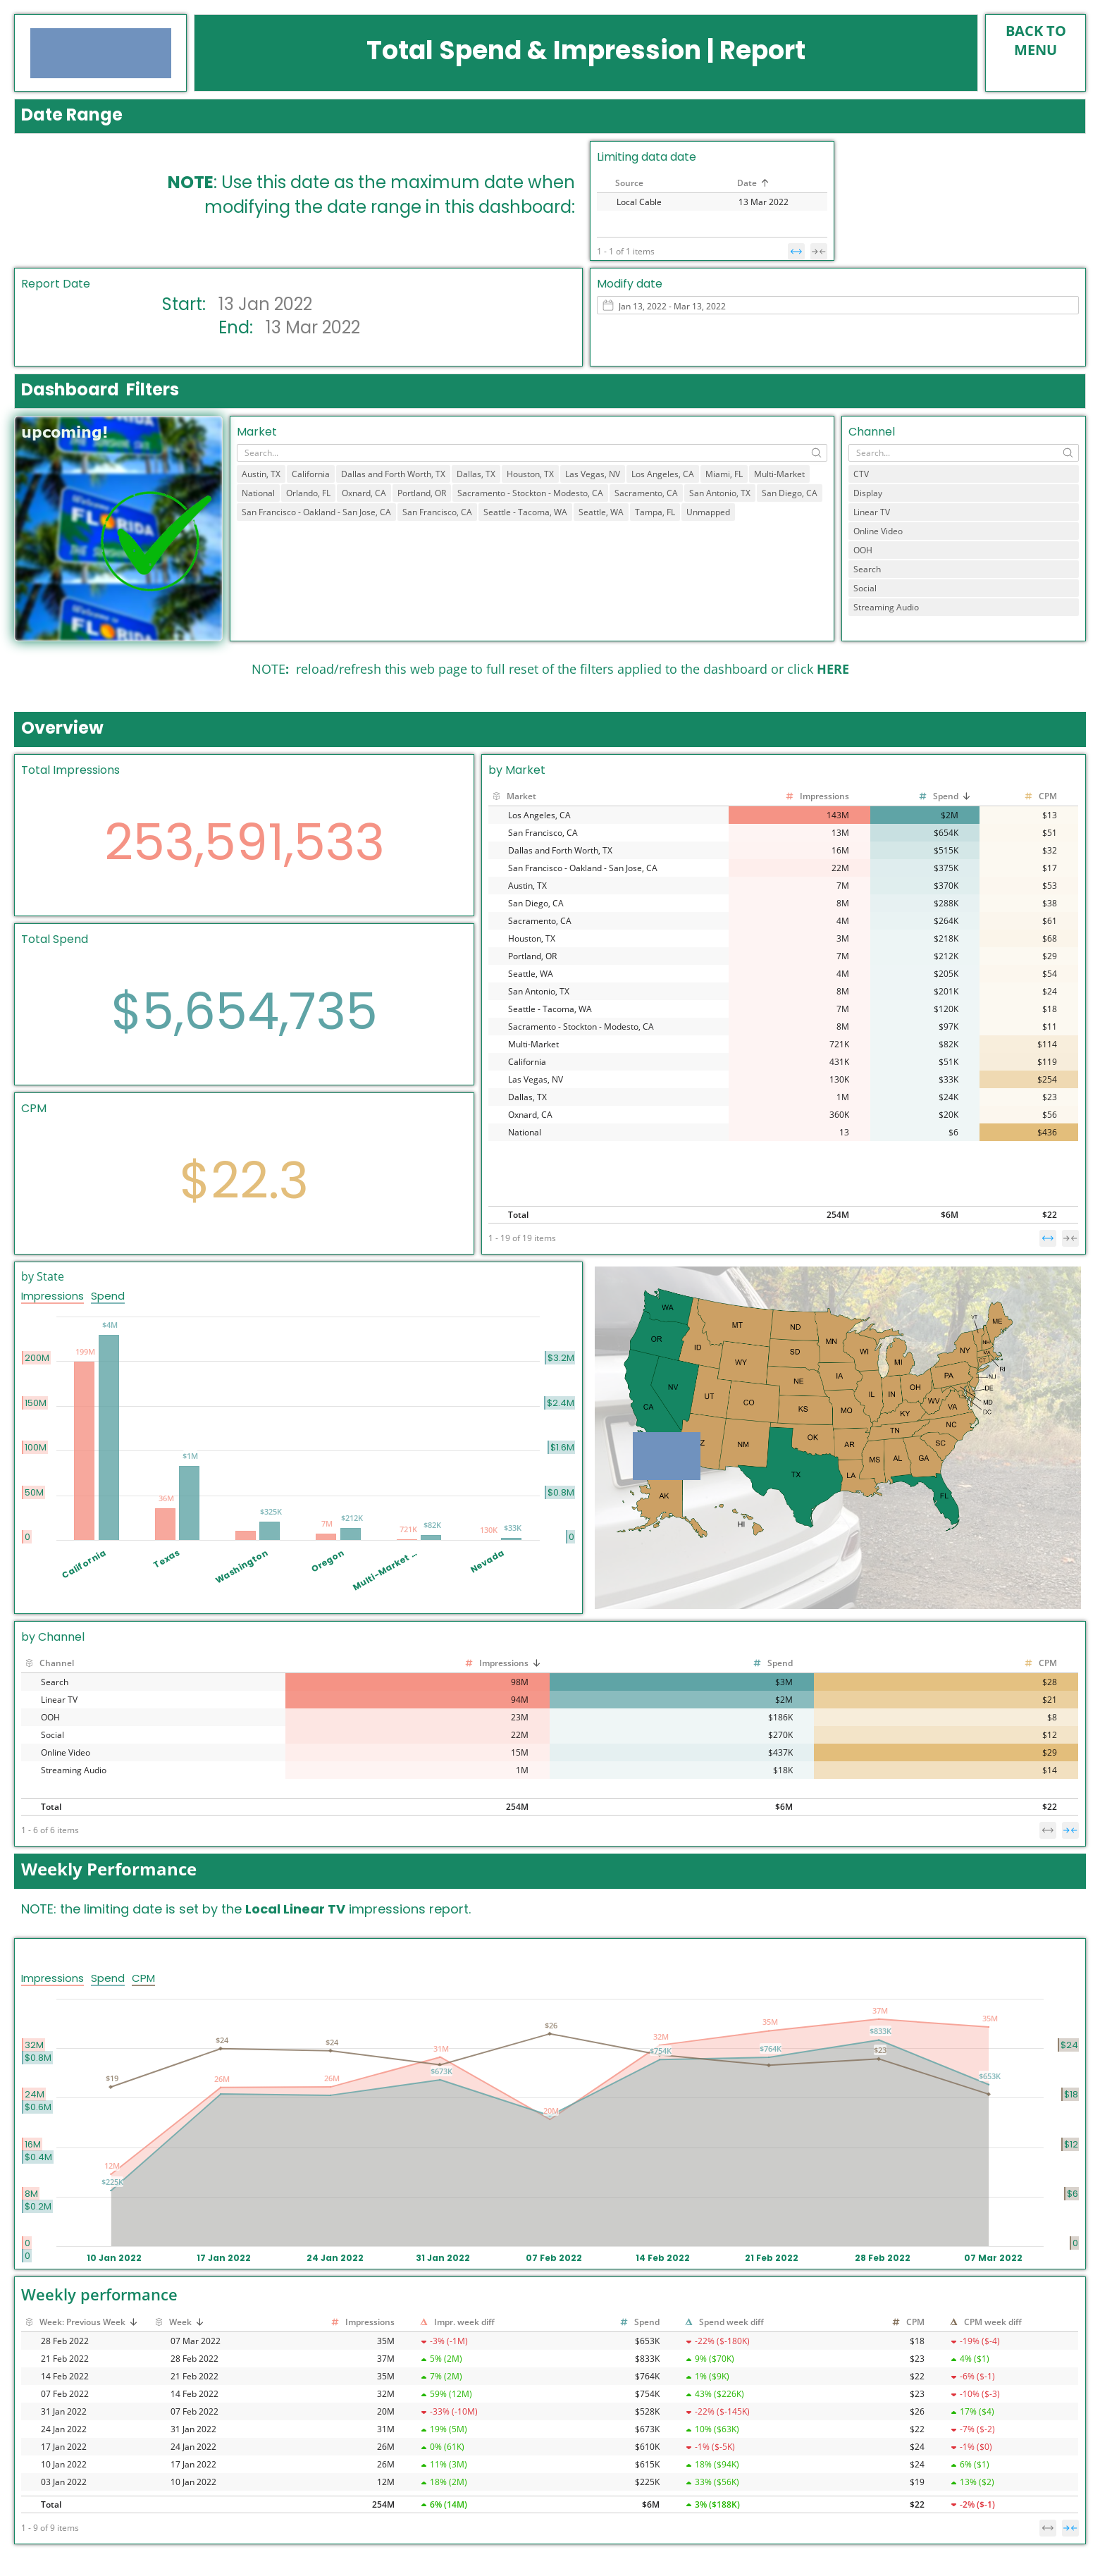 Total Spend & Impression | Report
BACK TO
MENU
Date Range
NOTE: Use this date as the maximum date when
modifying the date range in this dashboard:
Limiting data date
Source Date
Local Cable 13 Mar 2022
1 - 1 of 1 items
Report Date
Start: 13 Jan 2022
End: 13 Mar 2022
Modify date
Jan 13, 2022 - Mar 13, 2022
Dashboard Filters
upcoming!
FLORIDA
Market
Search...
Austin, TX California Dallas and Forth Worth, TX Dallas, TX Houston, TX Las Vegas, NV Los Angeles, CA Miami, FL Multi-Market
National Orlando, FL Oxnard, CA Portland, OR Sacramento - Stockton - Modesto, CA Sacramento, CA San Antonio, TX San Diego, CA
San Francisco - Oakland - San Jose, CA San Francisco, CA Seattle - Tacoma, WA Seattle, WA Tampa, FL Unmapped
Channel
Search...
CTV
Display
Linear TV
Online Video
OOH
Search
Social
Streaming Audio
NOTE: reload/refresh this web page to full reset of the filters applied to the dashboard or click HERE
Overview
Total Impressions
253,591,533
Total Spend
$5,654,735
CPM
$22.3
by Market
Market # Impressions # Spend # CPM
Los Angeles, CA 143M $2M $13
San Francisco, CA 13M $654K $51
Dallas and Forth Worth, TX 16M $515K $32
San Francisco - Oakland - San Jose, CA 22M $375K $17
Austin, TX 7M $370K $53
San Diego, CA 8M $288K $38
Sacramento, CA 4M $264K $61
Houston, TX 3M $218K $68
Portland, OR 7M $212K $29
Seattle, WA 4M $205K $54
San Antonio, TX 8M $201K $24
Seattle - Tacoma, WA 7M $120K $18
Sacramento - Stockton - Modesto, CA 8M $97K $11
Multi-Market 721K $82K $114
California 431K $51K $119
Las Vegas, NV 130K $33K $254
Dallas, TX 1M $24K $23
Oxnard, CA 360K $20K $56
National 13 $6 $436
Total 254M $6M $22
1 - 19 of 19 items
by State
Impressions Spend
200M
150M
100M
50M
0
199M $4M
36M $1M
$325K
7M $212K
721K $82K
130K $33K
$3.2M
$2.4M
$1.6M
$0.8M
0
California Texas Washington Oregon Multi-Market ... Nevada
WA OR CA NV ID MT WY UT CO Z NM ND SD NE KS OK TX MN IA MO AR LA WI IL IN MI OH KY TN MS AL GA FL SC NC VA WV PA NY VT NH MA CT RI NJ DE MD DC ME AK HI
by Channel
Channel # Impressions # Spend # CPM
Search 98M $3M $28
Linear TV 94M $2M $21
OOH 23M $186K $8
Social 22M $270K $12
Online Video 15M $437K $29
Streaming Audio 1M $18K $14
Total 254M $6M $22
1 - 6 of 6 items
Weekly Performance
NOTE: the limiting date is set by the Local Linear TV impressions report.
Impressions Spend CPM
32M
$0.8M
24M
$0.6M
16M
$0.4M
8M
$0.2M
0
0
$19 12M $225K
$24 26M
$24 26M
31M $673K
$26 20M
32M $754K
35M $764K
37M $833K $23
35M $653K
$24
$18
$12
$6
0
10 Jan 2022 17 Jan 2022 24 Jan 2022 31 Jan 2022 07 Feb 2022 14 Feb 2022 21 Feb 2022 28 Feb 2022 07 Mar 2022
Weekly performance
Week: Previous Week Week # Impressions Impr. week diff # Spend Spend week diff # CPM CPM week diff
28 Feb 2022 07 Mar 2022 35M -3% (-1M) $653K -22% ($-180K) $18 -19% ($-4)
21 Feb 2022 28 Feb 2022 37M 5% (2M) $833K 9% ($70K) $23 4% ($1)
14 Feb 2022 21 Feb 2022 35M 7% (2M) $764K 1% ($9K) $22 -6% ($-1)
07 Feb 2022 14 Feb 2022 32M 59% (12M) $754K 43% ($226K) $23 -10% ($-3)
31 Jan 2022 07 Feb 2022 20M -33% (-10M) $528K -22% ($-145K) $26 17% ($4)
24 Jan 2022 31 Jan 2022 31M 19% (5M) $673K 10% ($63K) $22 -7% ($-2)
17 Jan 2022 24 Jan 2022 26M 0% (61K) $610K -1% ($-5K) $24 -1% ($0)
10 Jan 2022 17 Jan 2022 26M 11% (3M) $615K 18% ($94K) $24 6% ($1)
03 Jan 2022 10 Jan 2022 12M 18% (2M) $225K 33% ($56K) $19 13% ($2)
Total 254M 6% (14M) $6M 3% ($188K) $22 -2% ($-1)
1 - 9 of 9 items